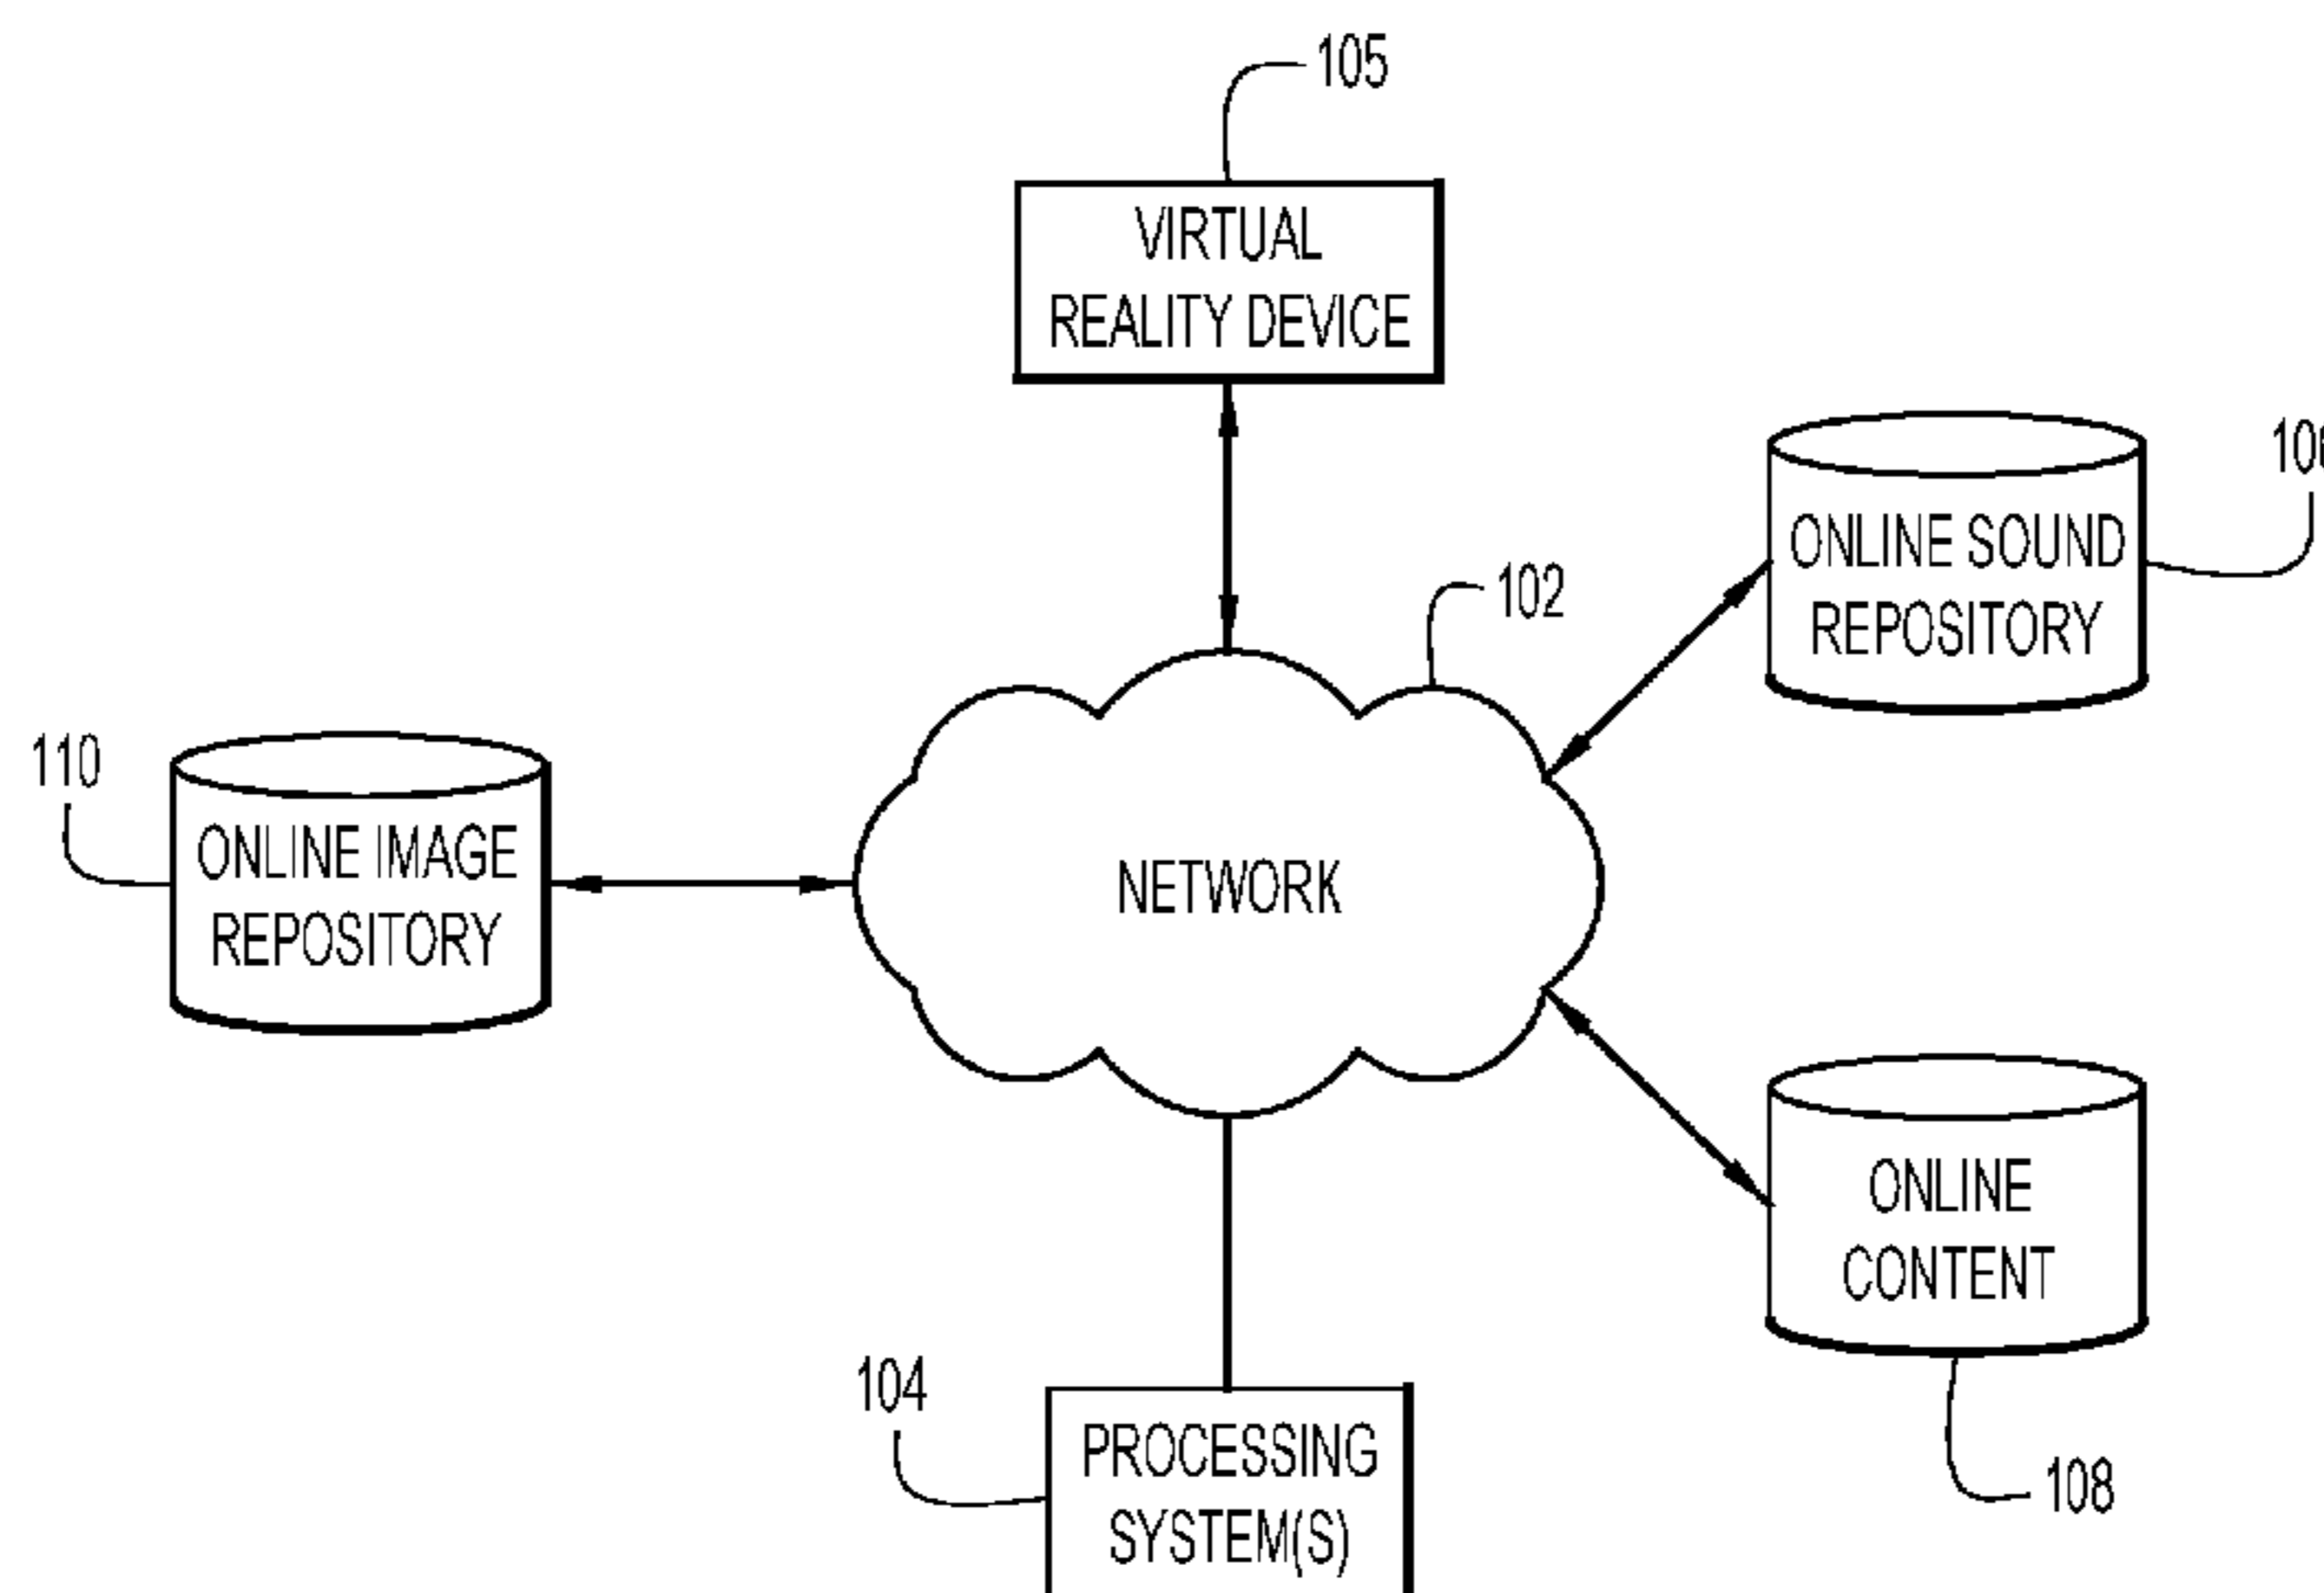 105
VIRTUAL
REALITY DEVICE
ONLINE SOUND
REPOSITORY
102
110
ONLINE IMAGE
REPOSITORY
NETWORK
ONLINE
CONTENT
104
PROCESSING
SYSTEM(S)
108